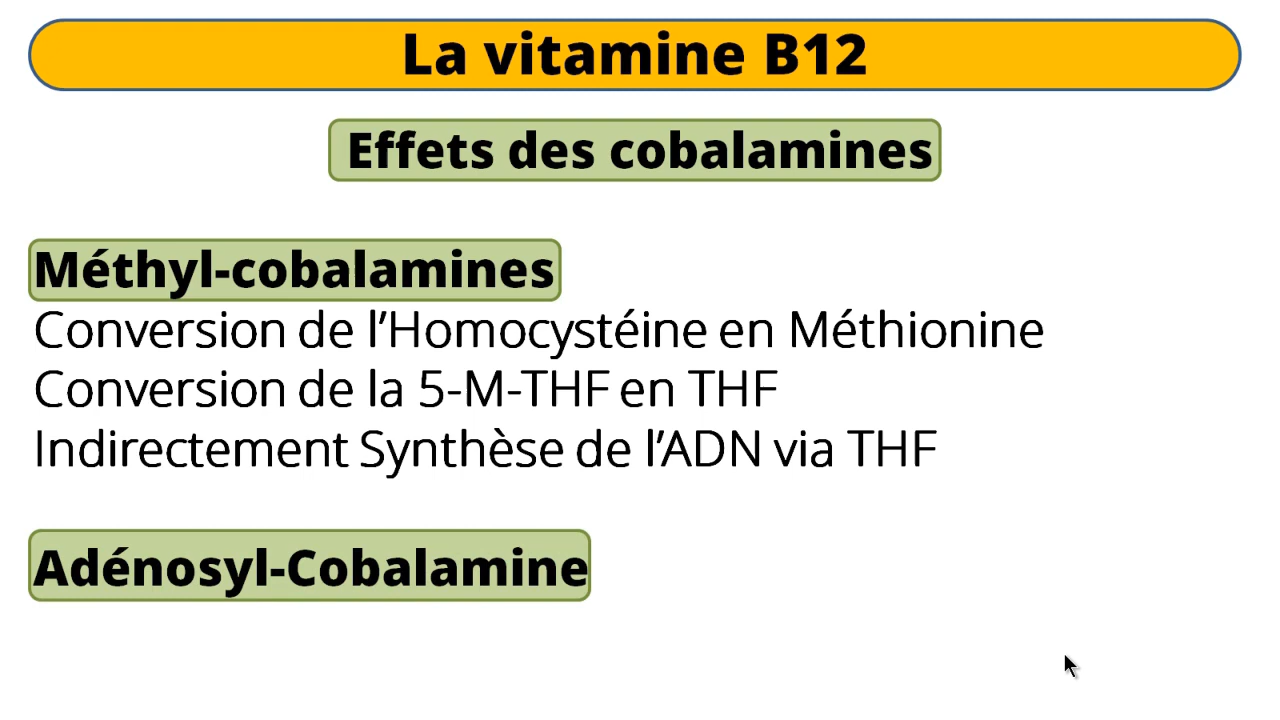 La vitamine B12
Effets des cobalamines
Méthyl-cobalamines
Conversion de l’Homocystéine en Méthionine
Conversion de la 5-M-THF en THF
Indirectement Synthèse de l’ADN via THF
Adénosyl-Cobalamine